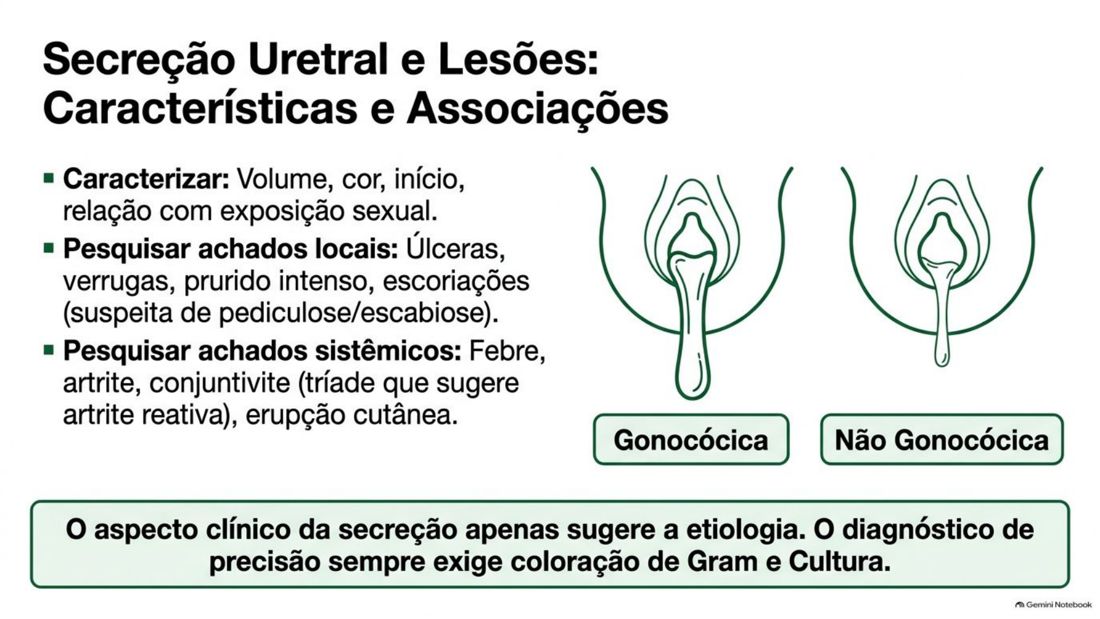 Secreção Uretral e Lesões:
Características e Associações
▪ Caracterizar: Volume, cor, início,
relação com exposição sexual.
▪ Pesquisar achados locais: Úlceras,
verrugas, prurido intenso, escoriações
(suspeita de pediculose/escabiose).
▪ Pesquisar achados sistêmicos: Febre,
artrite, conjuntivite (tríade que sugere
artrite reativa), erupção cutânea.
Gonocócica
Não Gonocócica
O aspecto clínico da secreção apenas sugere a etiologia. O diagnóstico de
precisão sempre exige coloração de Gram e Cultura.
Gemini Notebook